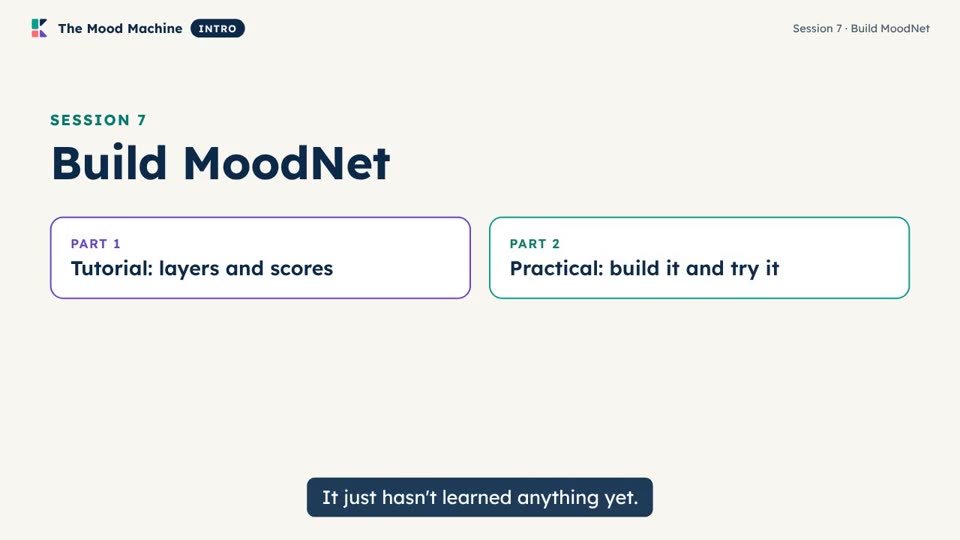 The Mood Machine INTRO
Session 7 · Build MoodNet
SESSION 7
Build MoodNet
PART 1
Tutorial: layers and scores
PART 2
Practical: build it and try it
It just hasn't learned anything yet.